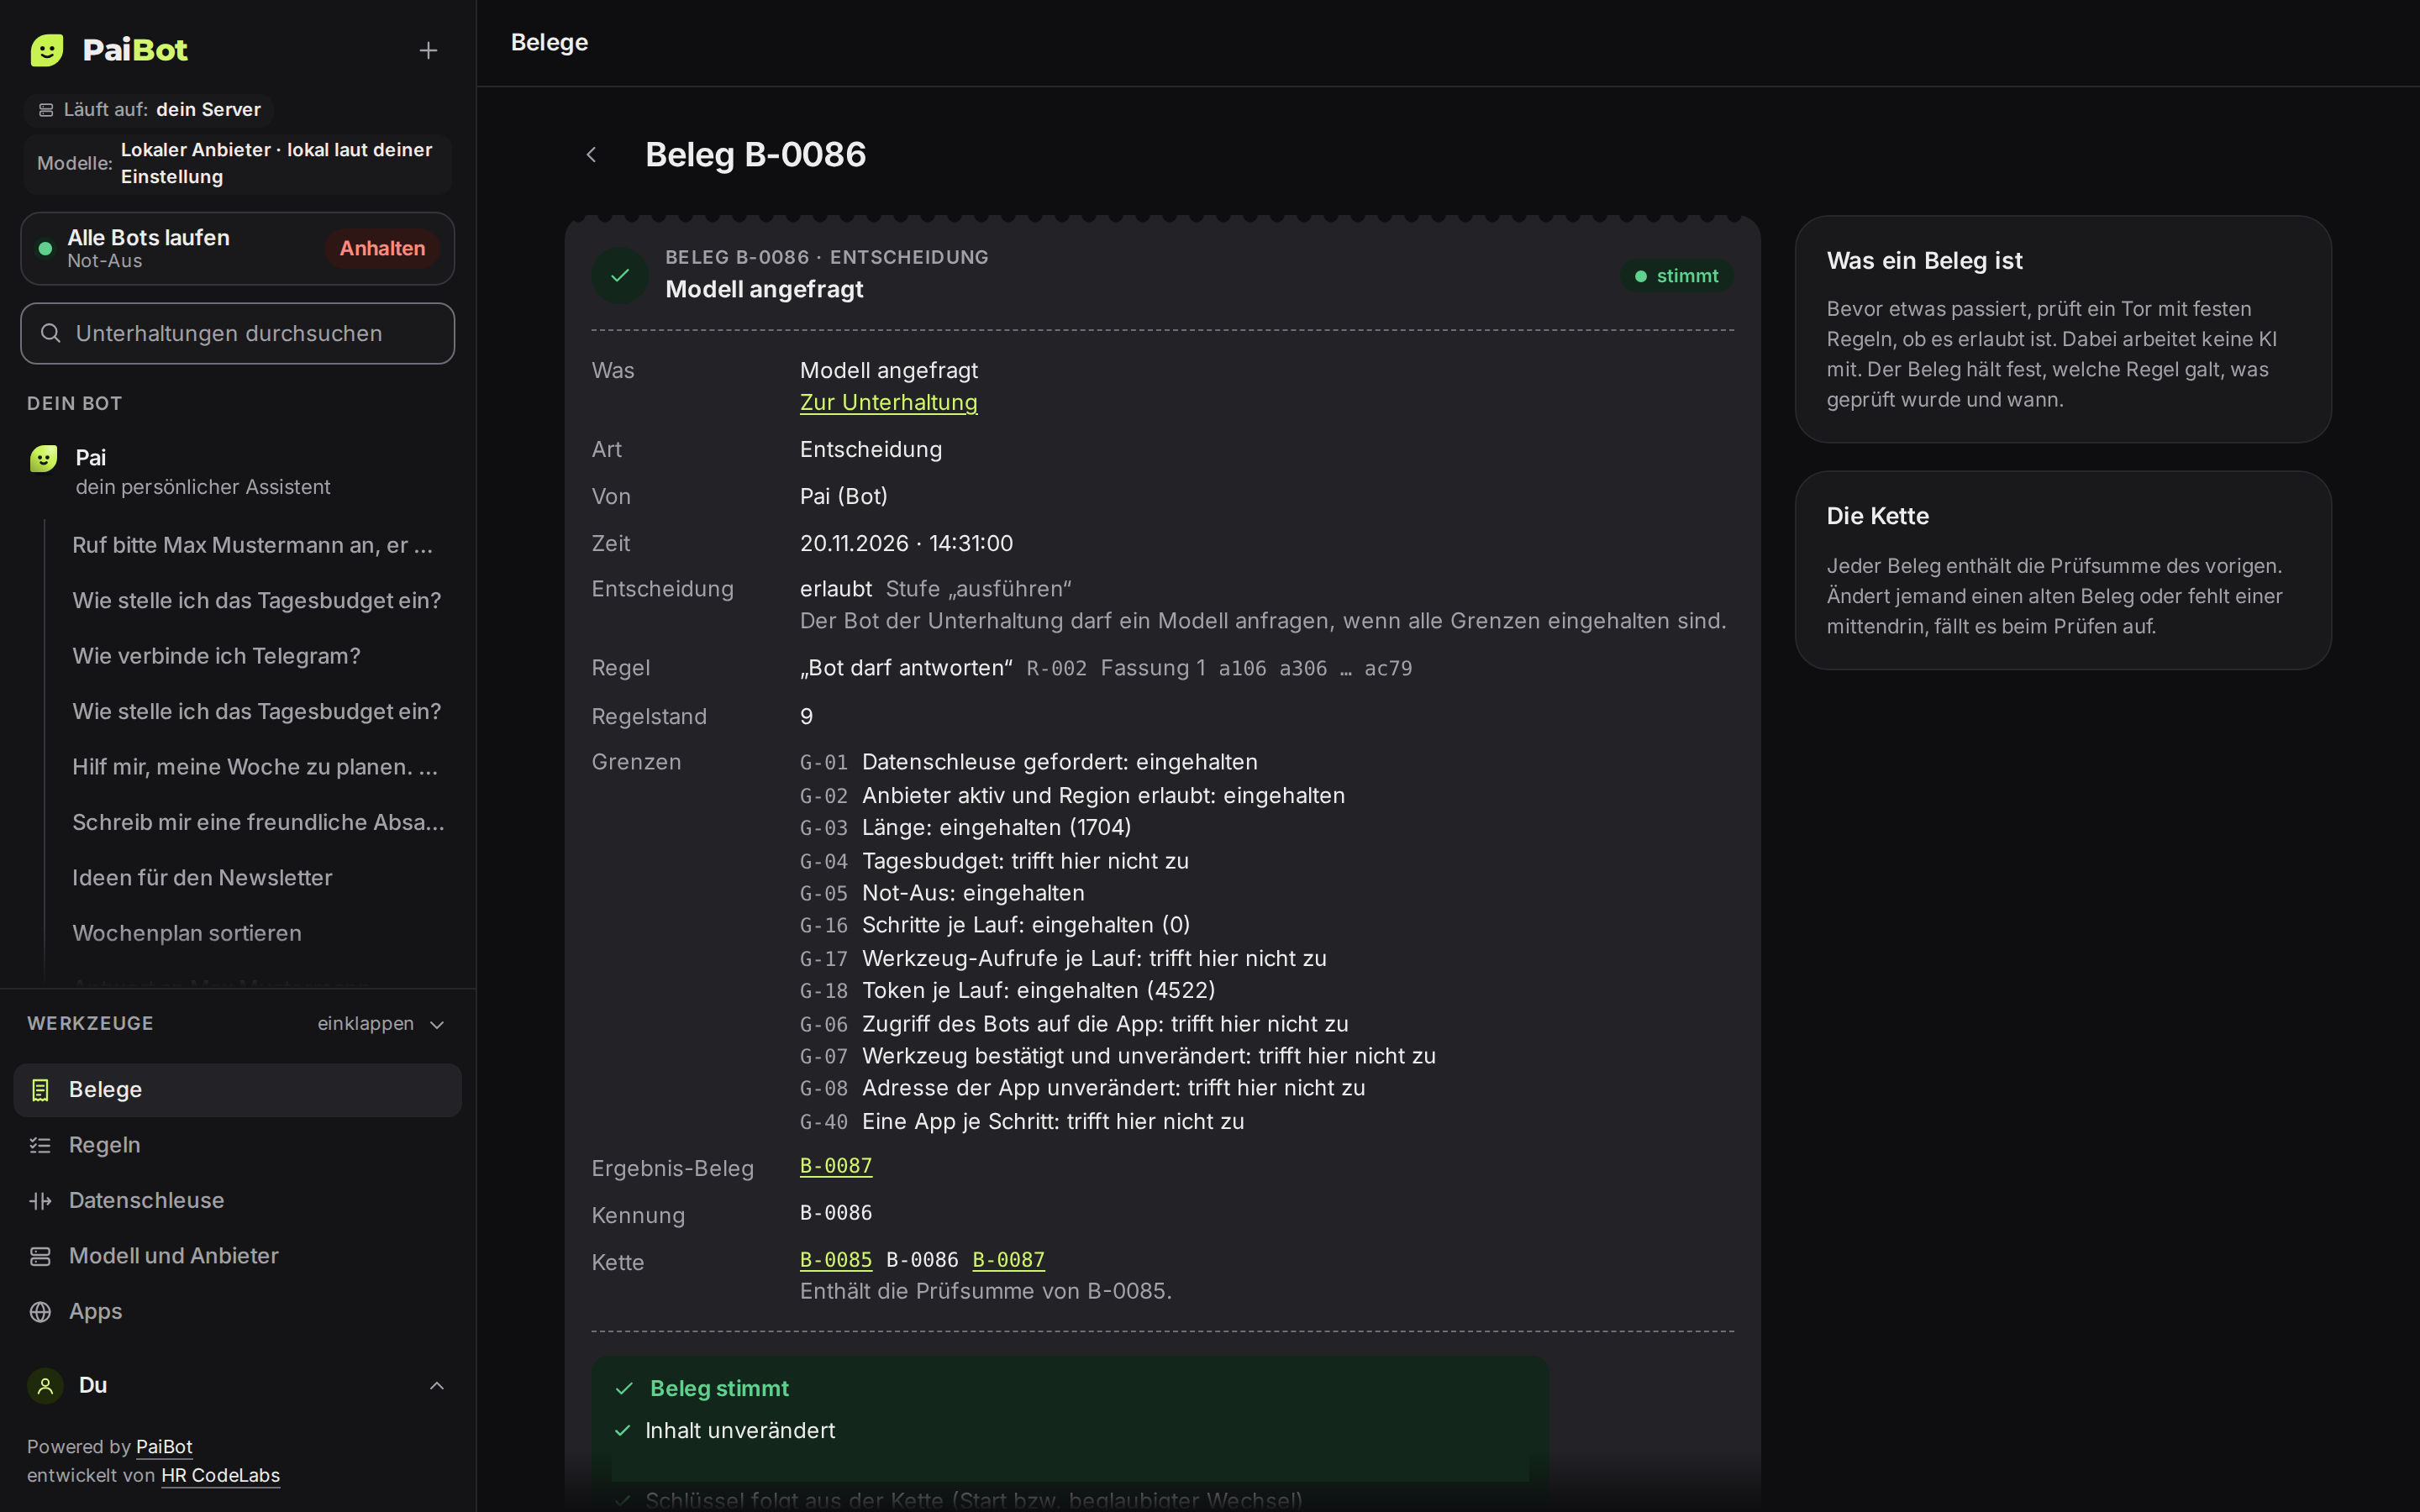 PaiBot
Läuft auf: dein Server
Modelle: Lokaler Anbieter · lokal laut deiner
Einstellung
Alle Bots laufen
Not-Aus
Anhalten
Unterhaltungen durchsuchen
DEIN BOT
Pai
dein persönlicher Assistent
Ruf bitte Max Mustermann an, er ...
Wie stelle ich das Tagesbudget ein?
Wie verbinde ich Telegram?
Wie stelle ich das Tagesbudget ein?
Hilf mir, meine Woche zu planen. ...
Schreib mir eine freundliche Absa...
Ideen für den Newsletter
Wochenplan sortieren
WERKZEUGE
einklappen
Belege
Regeln
Datenschleuse
Modell und Anbieter
Apps
Du
Powered by PaiBot
entwickelt von HR CodeLabs
Belege
Beleg B-0086
BELEG B-0086 · ENTSCHEIDUNG
Modell angefragt
stimmt
Was Modell angefragt
Zur Unterhaltung
Art Entscheidung
Von Pai (Bot)
Zeit 20.11.2026 · 14:31:00
Entscheidung erlaubt Stufe „ausführen“
Der Bot der Unterhaltung darf ein Modell anfragen, wenn alle Grenzen eingehalten sind.
Regel „Bot darf antworten“ R-002 Fassung 1 a106 a306 … ac79
Regelstand 9
Grenzen G-01 Datenschleuse gefordert: eingehalten
G-02 Anbieter aktiv und Region erlaubt: eingehalten
G-03 Länge: eingehalten (1704)
G-04 Tagesbudget: trifft hier nicht zu
G-05 Not-Aus: eingehalten
G-16 Schritte je Lauf: eingehalten (0)
G-17 Werkzeug-Aufrufe je Lauf: trifft hier nicht zu
G-18 Token je Lauf: eingehalten (4522)
G-06 Zugriff des Bots auf die App: trifft hier nicht zu
G-07 Werkzeug bestätigt und unverändert: trifft hier nicht zu
G-08 Adresse der App unverändert: trifft hier nicht zu
G-40 Eine App je Schritt: trifft hier nicht zu
Ergebnis-Beleg B-0087
Kennung B-0086
Kette B-0085 B-0086 B-0087
Enthält die Prüfsumme von B-0085.
Beleg stimmt
Inhalt unverändert
Schlüssel folgt aus der Kette (Start bzw. beglaubigter Wechsel)
Was ein Beleg ist
Bevor etwas passiert, prüft ein Tor mit festen
Regeln, ob es erlaubt ist. Dabei arbeitet keine KI
mit. Der Beleg hält fest, welche Regel galt, was
geprüft wurde und wann.
Die Kette
Jeder Beleg enthält die Prüfsumme des vorigen.
Ändert jemand einen alten Beleg oder fehlt einer
mittendrin, fällt es beim Prüfen auf.